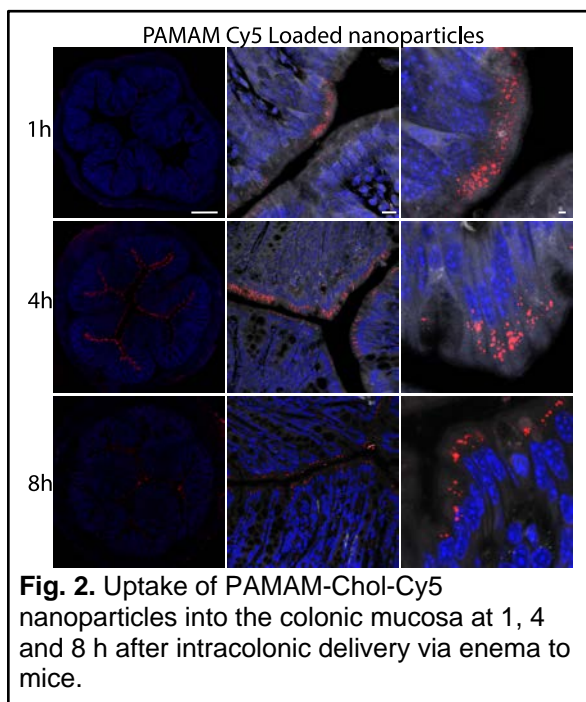 PAMAM Cy5 Loaded nanoparticles
1h
4h
8h
Fig. 2. Uptake of PAMAM-Chol-Cy5
nanoparticles into the colonic mucosa at 1, 4
and 8 h after intracolonic delivery via enema to
mice.